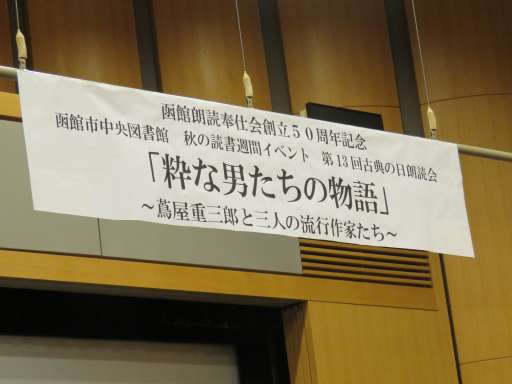 函館朗読奉仕会創立５０周年記念
函館市中央図書館　秋の読書週間イベント　第13回古典の日朗読会
「粋な男たちの物語」
～蔦屋重三郎と三人の流行作家たち～